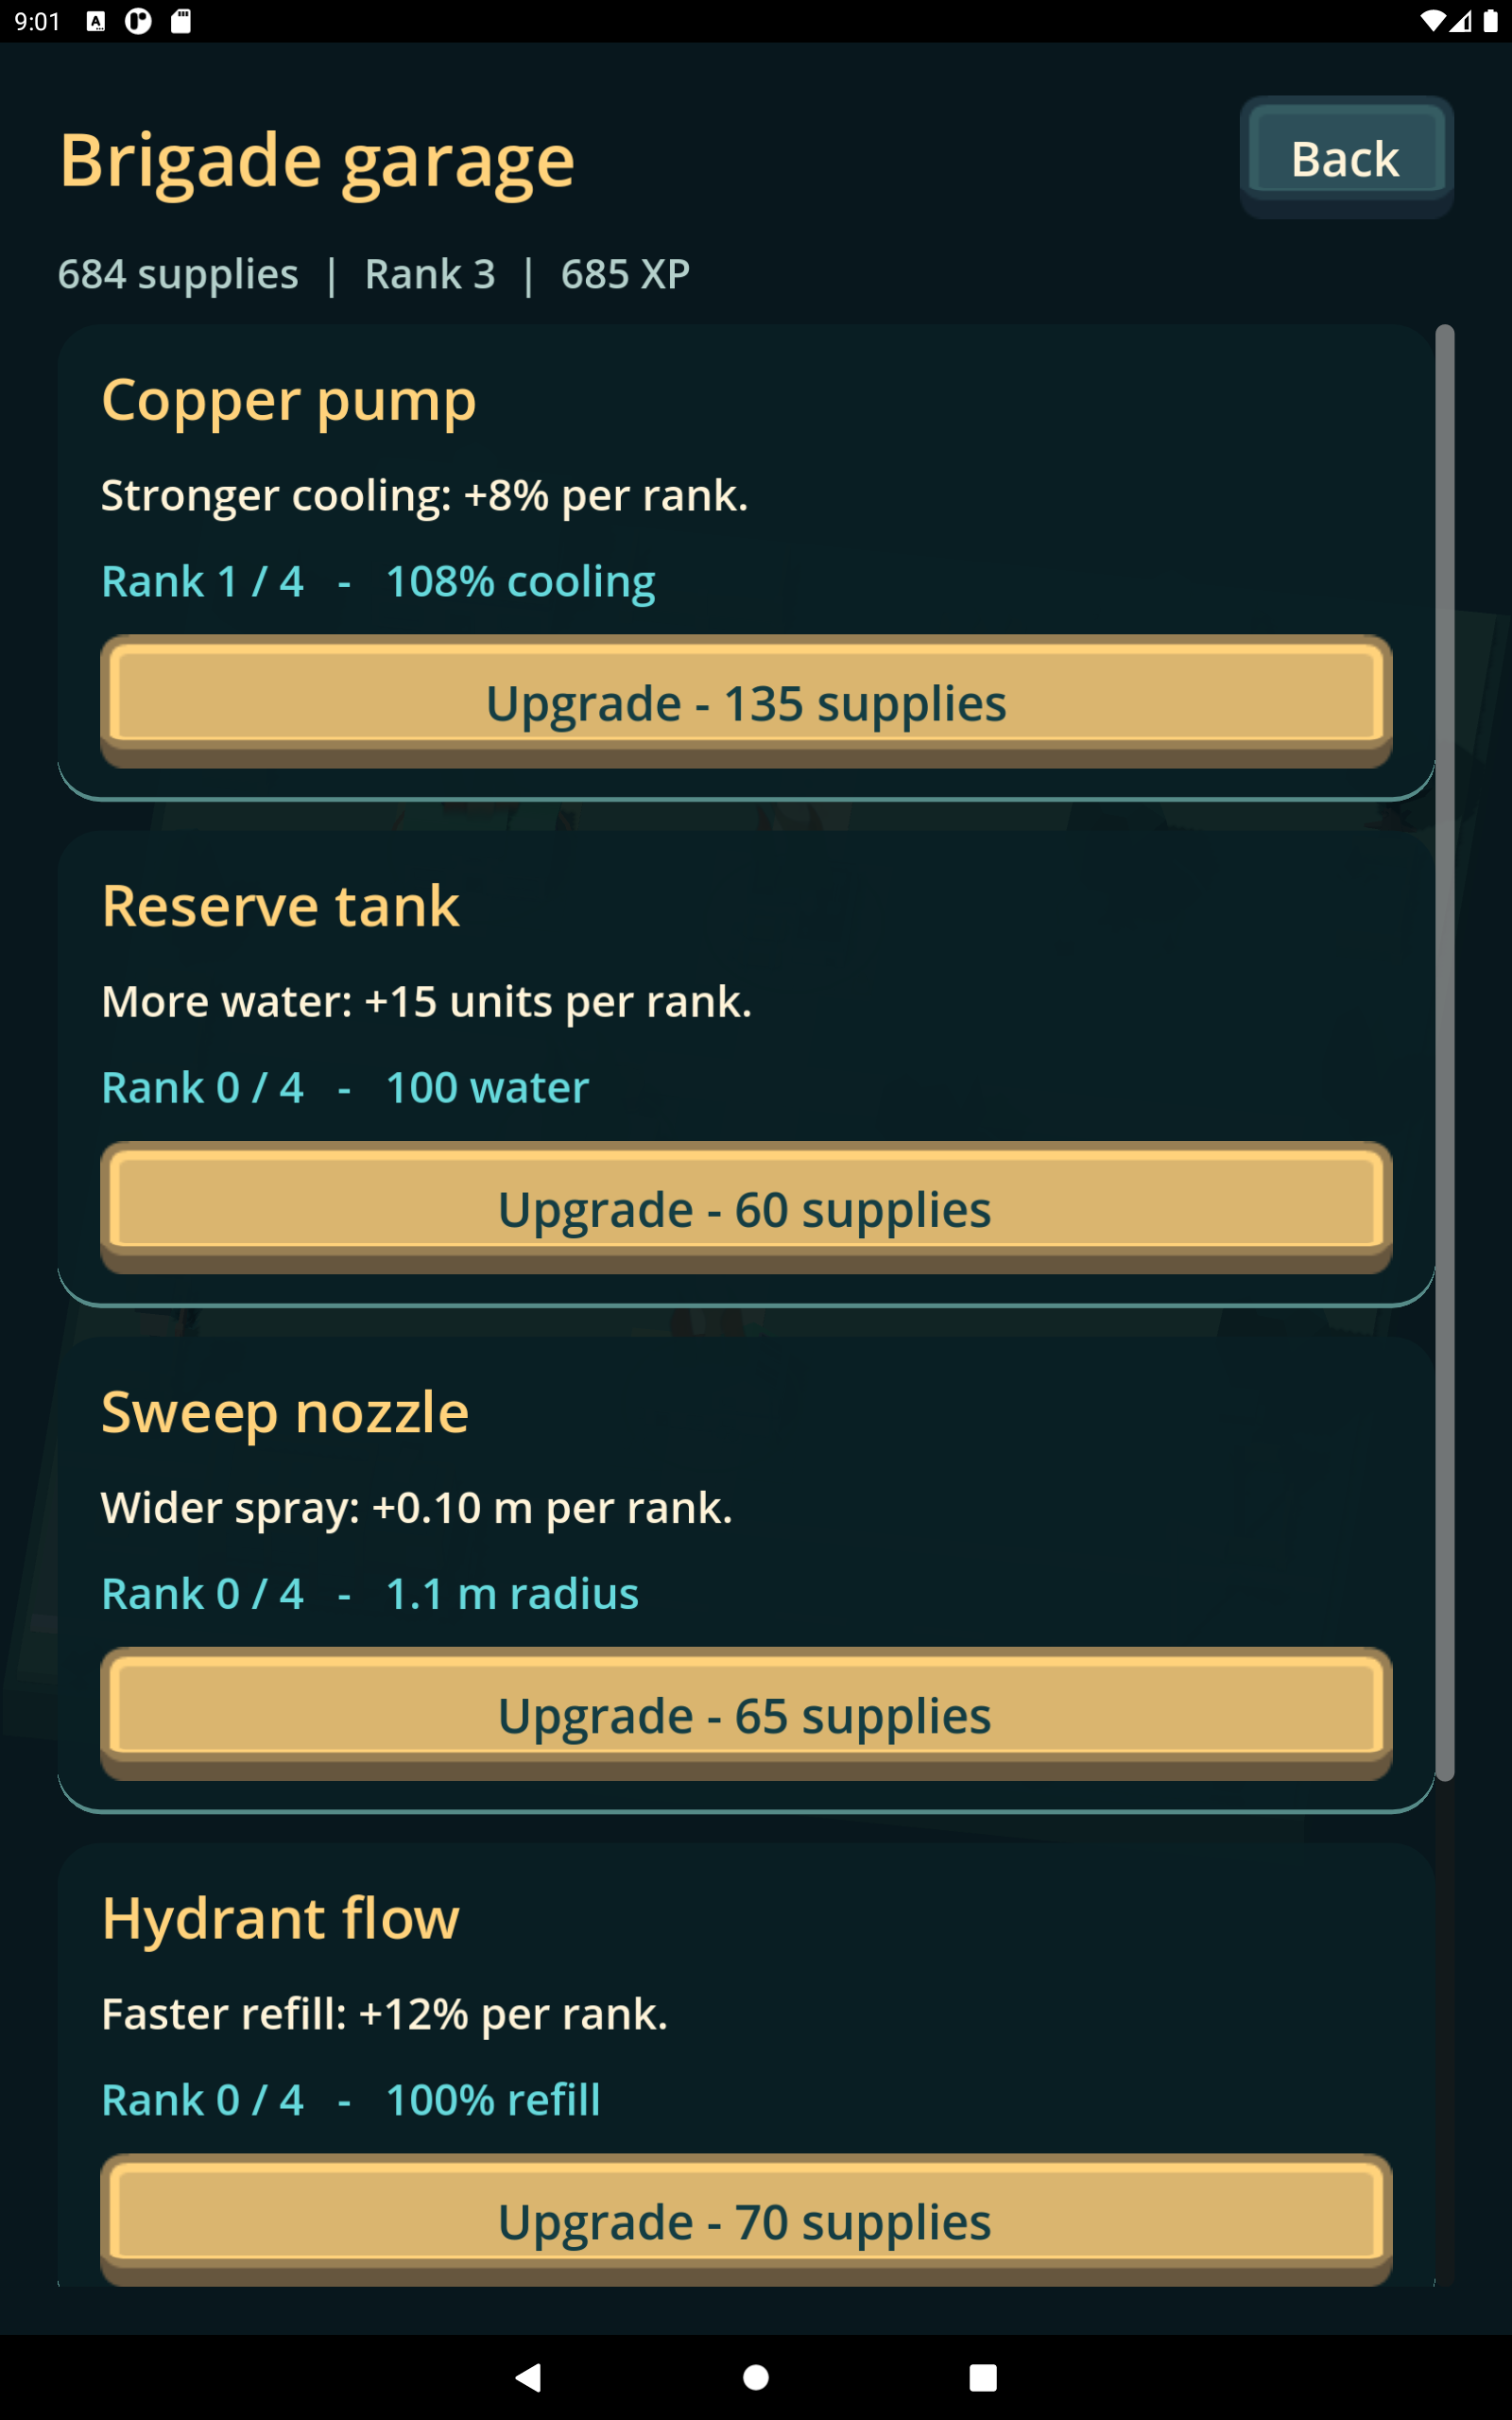 9:01
Brigade garage
Back
684 supplies | Rank 3 | 685 XP
Copper pump
Stronger cooling: +8% per rank.
Rank 1 / 4 - 108% cooling
Upgrade - 135 supplies
Reserve tank
More water: +15 units per rank.
Rank 0 / 4 - 100 water
Upgrade - 60 supplies
Sweep nozzle
Wider spray: +0.10 m per rank.
Rank 0 / 4 - 1.1 m radius
Upgrade - 65 supplies
Hydrant flow
Faster refill: +12% per rank.
Rank 0 / 4 - 100% refill
Upgrade - 70 supplies